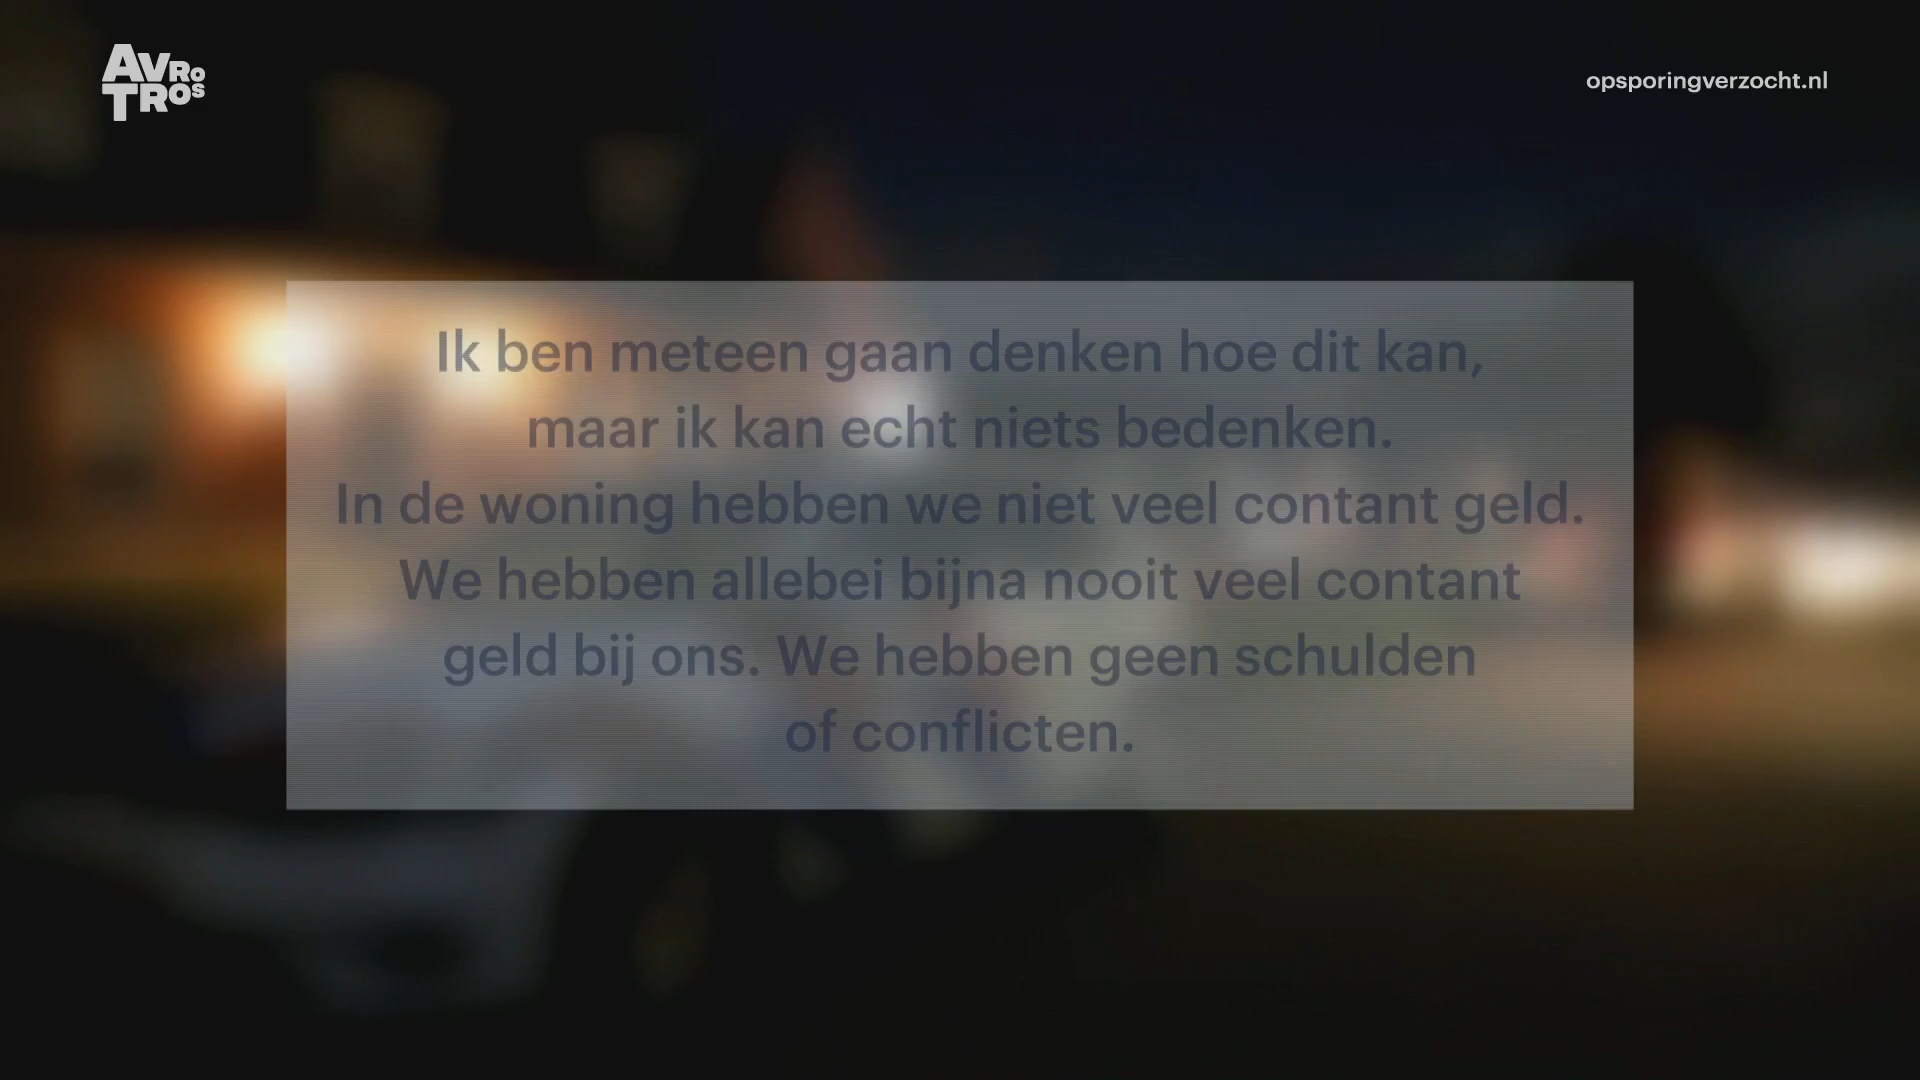 AVRO
TROS
opsporingverzocht.nl
Ik ben meteen gaan denken hoe dit kan,
maar ik kan echt niets bedenken.
In de woning hebben we niet veel contant geld.
We hebben allebei bijna nooit veel contant
geld bij ons. We hebben geen schulden
of conflicten.